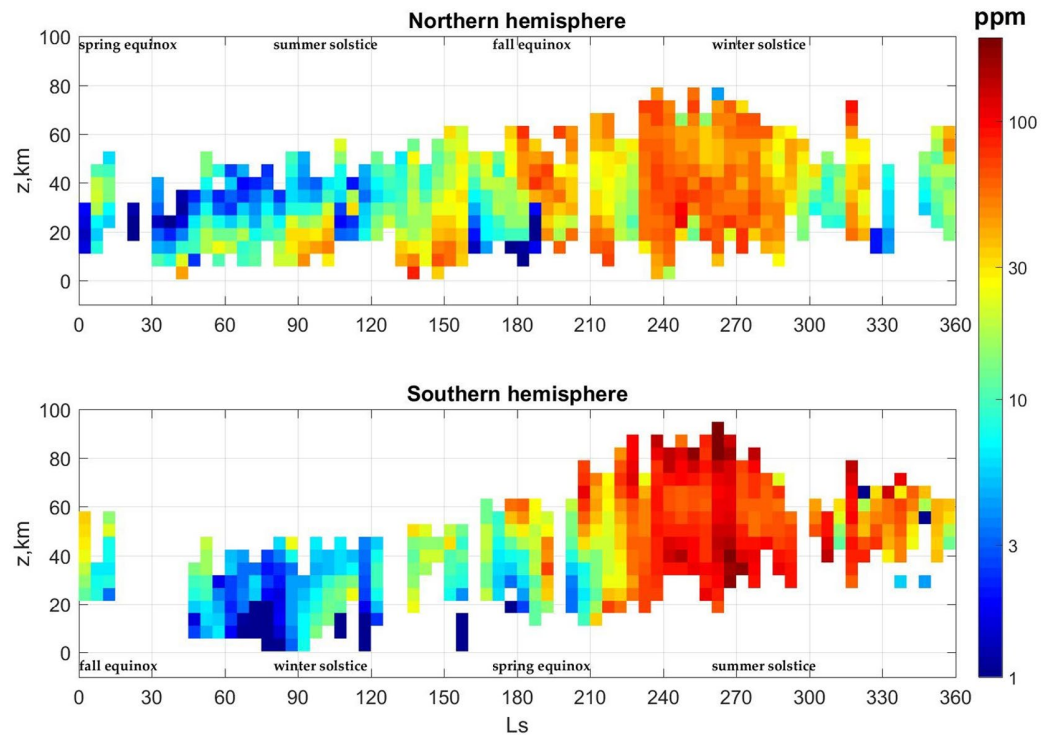 Northern hemisphere
ppm
spring equinox summer solstice fall equinox winter solstice
100
80
60
40
20
0
z,km
0 30 60 90 120 150 180 210 240 270 300 330 360
100
30
10
3
1
Southern hemisphere
100
80
60
40
20
0
z,km
fall equinox winter solstice spring equinox summer solstice
0 30 60 90 120 150 180 210 240 270 300 330 360
Ls